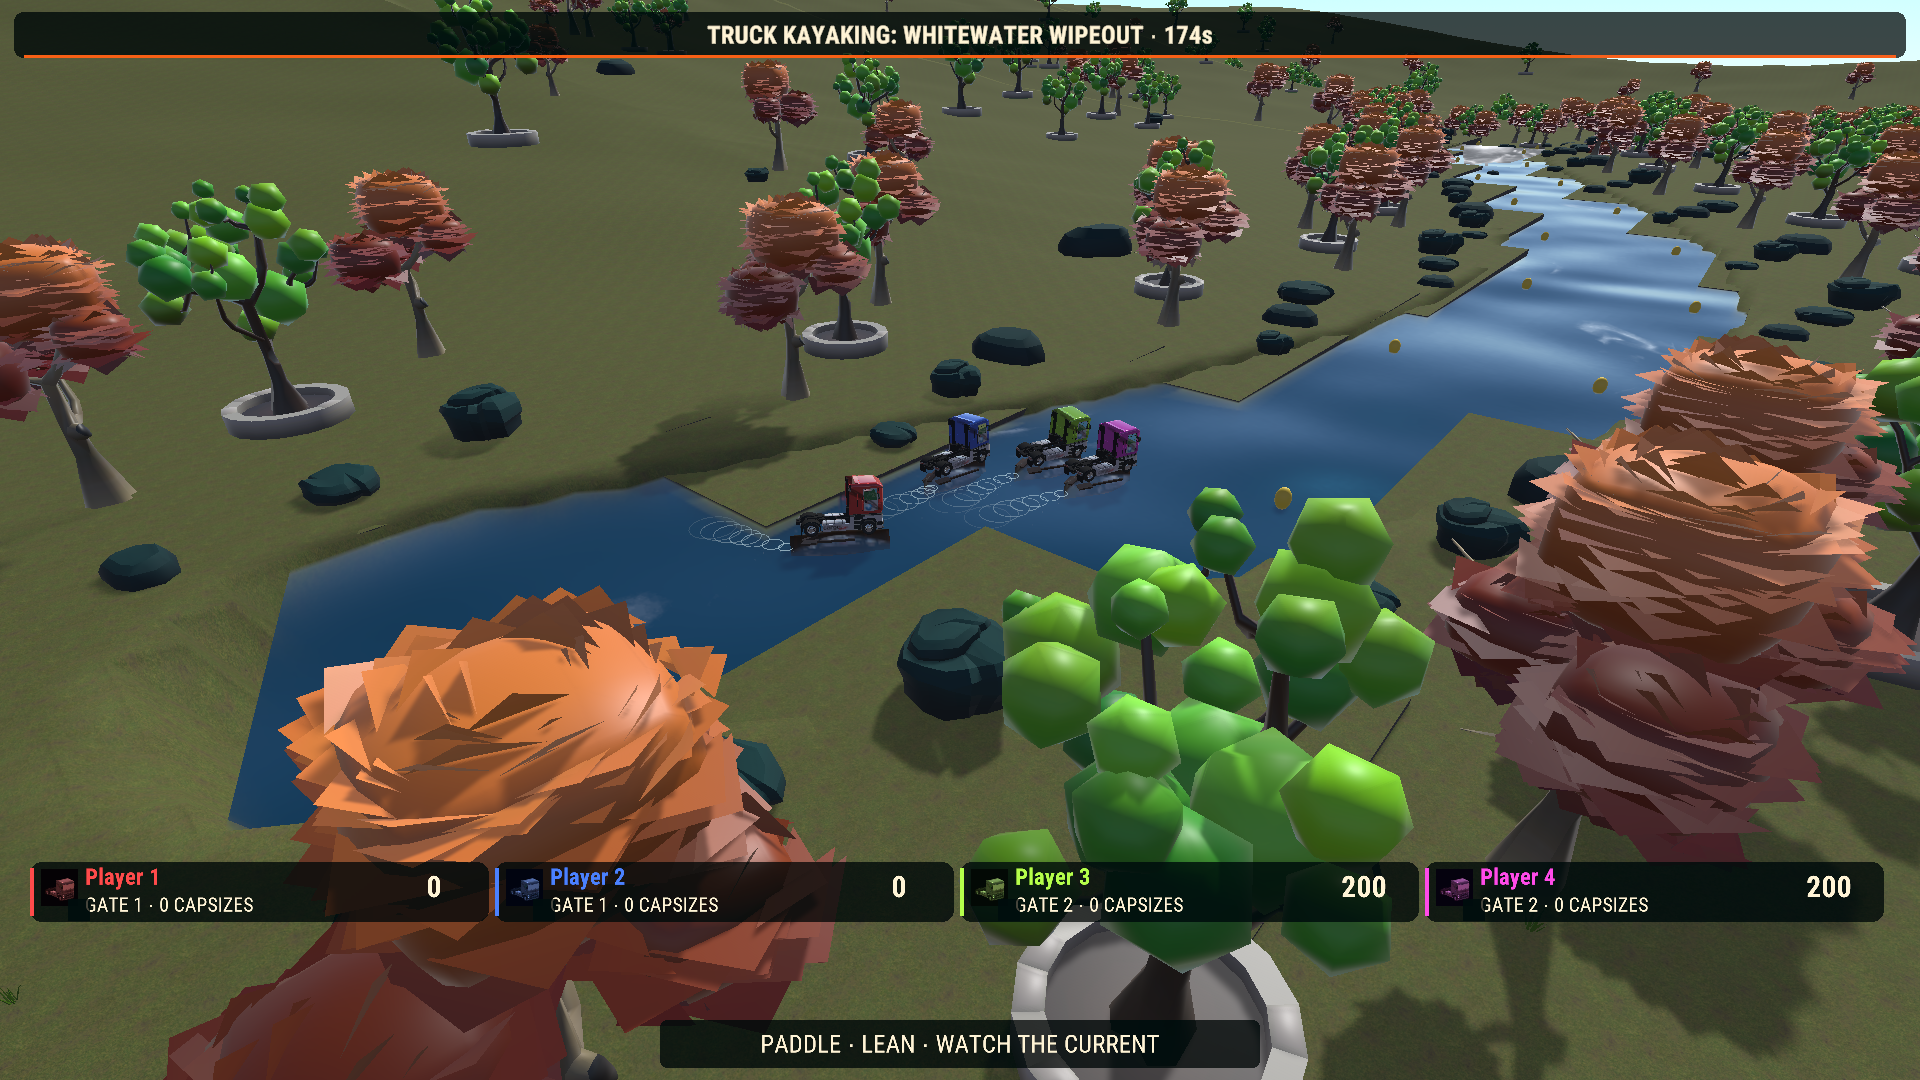 TRUCK KAYAKING: WHITEWATER WIPEOUT · 174s
Player 1
GATE 1 · 0 CAPSIZES
0
Player 2
GATE 1 · 0 CAPSIZES
0
Player 3
GATE 2 · 0 CAPSIZES
200
Player 4
GATE 2 · 0 CAPSIZES
200
PADDLE · LEAN · WATCH THE CURRENT